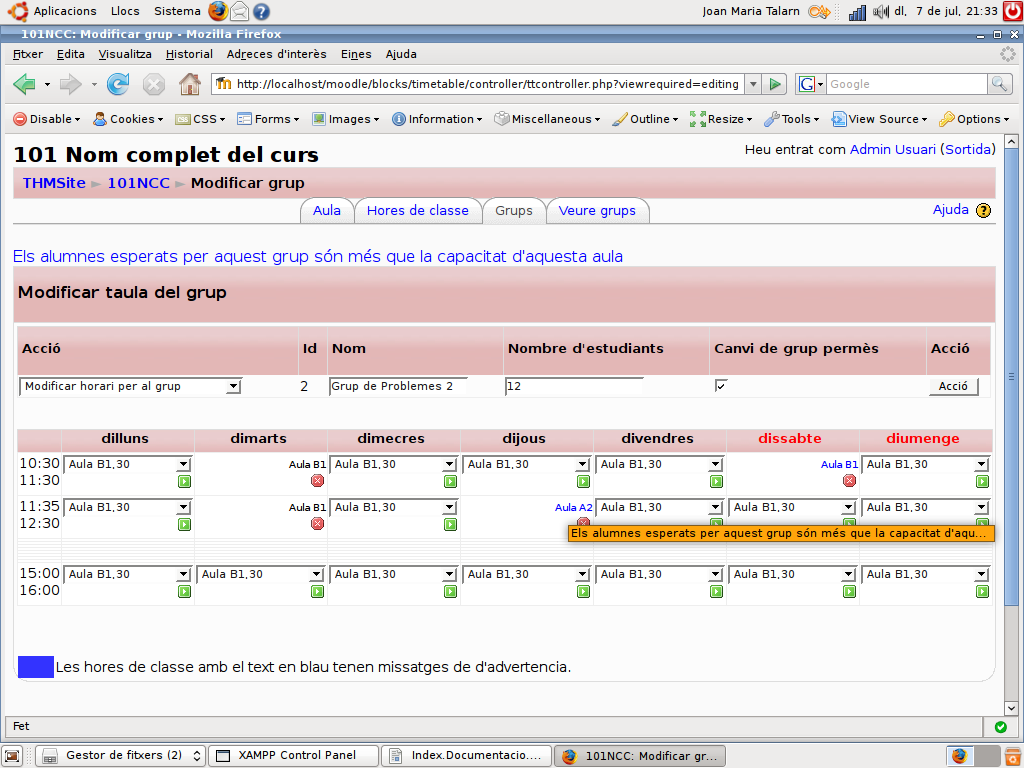 Aplicacions Llocs Sistema Joan Maria Talarn dl, 7 de jul, 21:33
101NCC: Modificar grup - Mozilla Firefox
Fitxer Edita Visualitza Historial Adreces d'interès Eines Ajuda
http://localhost/moodle/blocks/timetable/controller/ttcontroller.php?viewrequired=editing Google
Disable Cookies CSS Forms Images Information Miscellaneous Outline Resize Tools View Source Options
101 Nom complet del curs
Heu entrat com Admin Usuari (Sortida)
THMSite ► 101NCC ► Modificar grup
Aula Hores de classe Grups Veure grups Ajuda
Els alumnes esperats per aquest grup són més que la capacitat d'aquesta aula
Modificar taula del grup
Acció Id Nom Nombre d'estudiants Canvi de grup permès Acció
Modificar horari per al grup 2 Grup de Problemes 2 12 Acció
dilluns dimarts dimecres dijous divendres dissabte diumenge
10:30 Aula B1,30 Aula B1 Aula B1,30 Aula B1,30 Aula B1,30 Aula B1 Aula B1,30
11:30
11:35 Aula B1,30 Aula B1 Aula B1,30 Aula A2 Aula B1,30 Aula B1,30 Aula B1,30
12:30
Els alumnes esperats per aquest grup són més que la capacitat d'aqu...
15:00 Aula B1,30 Aula B1,30 Aula B1,30 Aula B1,30 Aula B1,30 Aula B1,30 Aula B1,30
16:00
Les hores de classe amb el text en blau tenen missatges de d'advertencia.
Fet
Gestor de fitxers (2) XAMPP Control Panel Index.Documentacio.... 101NCC: Modificar gr...